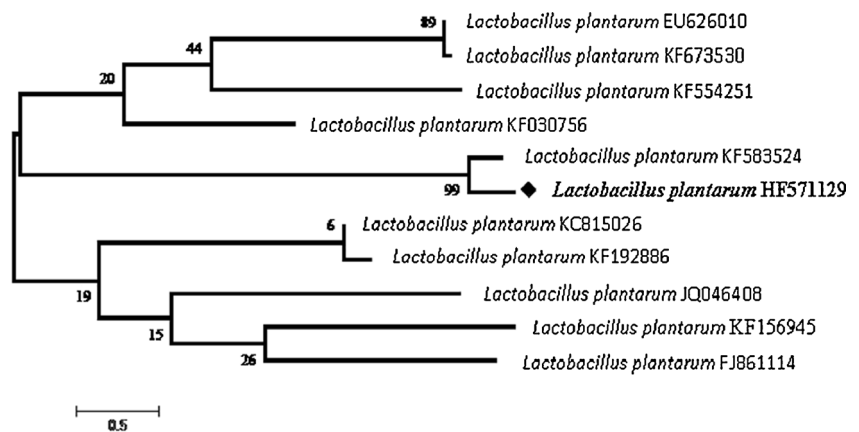 89
Lactobacillus plantarum EU626010
Lactobacillus plantarum KF673530
44
Lactobacillus plantarum KF554251
20
Lactobacillus plantarum KF030756
Lactobacillus plantarum KF583524
99
Lactobacillus plantarum HF571129
6
Lactobacillus plantarum KC815026
Lactobacillus plantarum KF192886
19
Lactobacillus plantarum JQ046408
15
Lactobacillus plantarum KF156945
26
Lactobacillus plantarum FJ861114
0.5